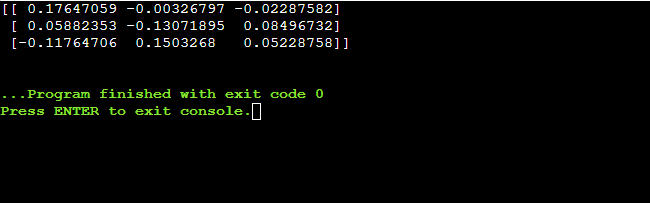 [[ 0.17647059 -0.00326797 -0.02287582]
 [ 0.05882353 -0.13071895  0.08496732]
 [-0.11764706  0.1503268   0.05228758]]
...Program finished with exit code 0
Press ENTER to exit console.